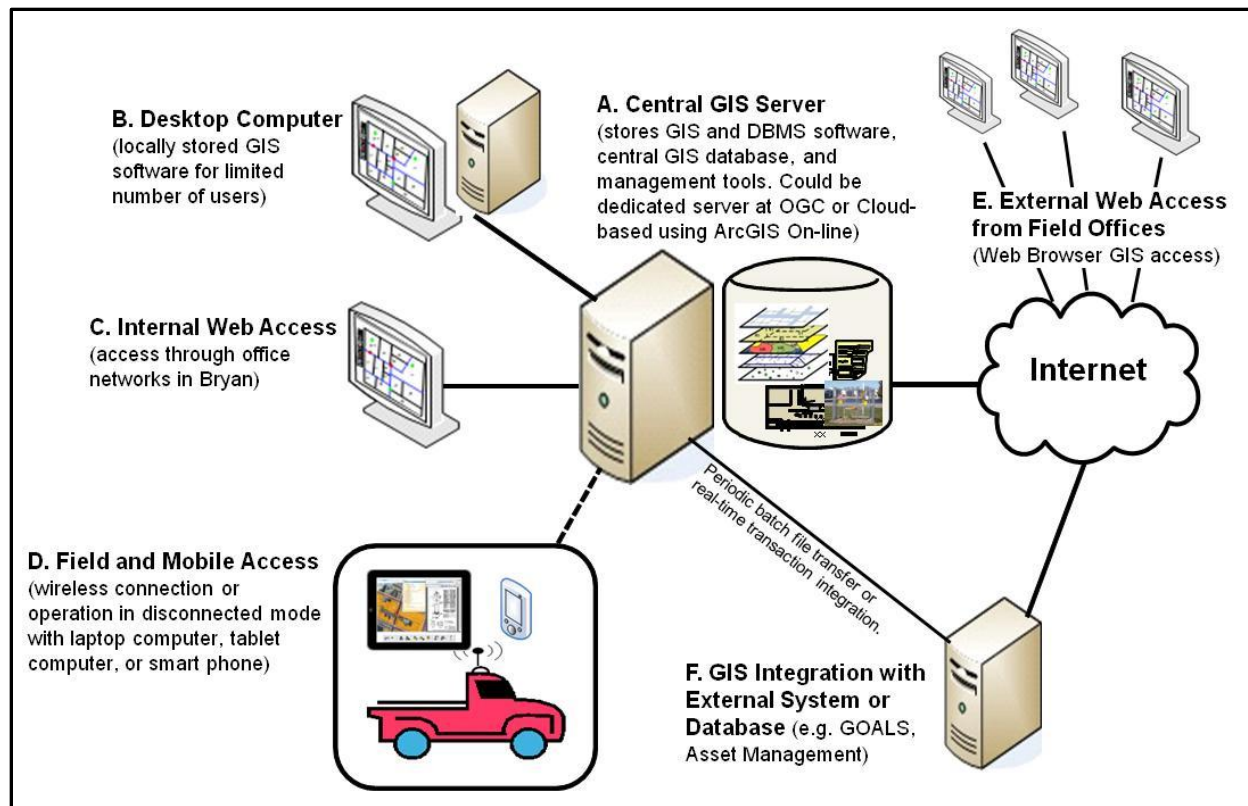 B. Desktop Computer
(locally stored GIS
software for limited
number of users)
A. Central GIS Server
(stores GIS and DBMS software,
central GIS database, and
management tools. Could be
dedicated server at OGC or Cloud-
based using ArcGIS On-line)
E. External Web Access
from Field Offices
(Web Browser GIS access)
C. Internal Web Access
(access through office
networks in Bryan)
Internet
Periodic batch file transfer or
real-time transaction integration.
D. Field and Mobile Access
(wireless connection or
operation in disconnected mode
with laptop computer, tablet
computer, or smart phone)
F. GIS Integration with
External System or
Database (e.g. GOALS,
Asset Management)